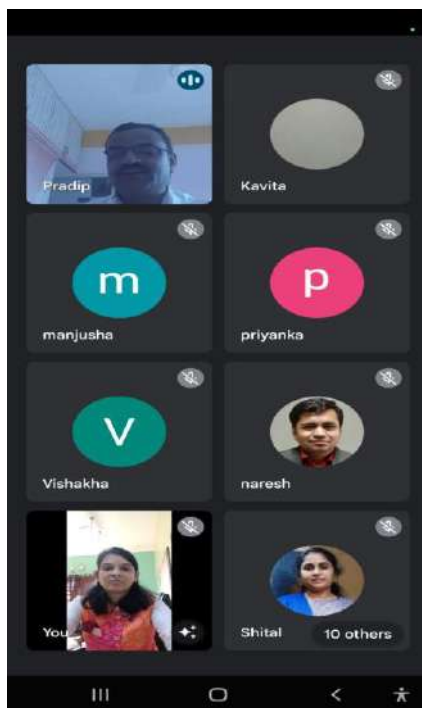 Pradip
Kavita
m
manjusha
p
priyanka
V
Vishakha
naresh
You
Shital
10 others